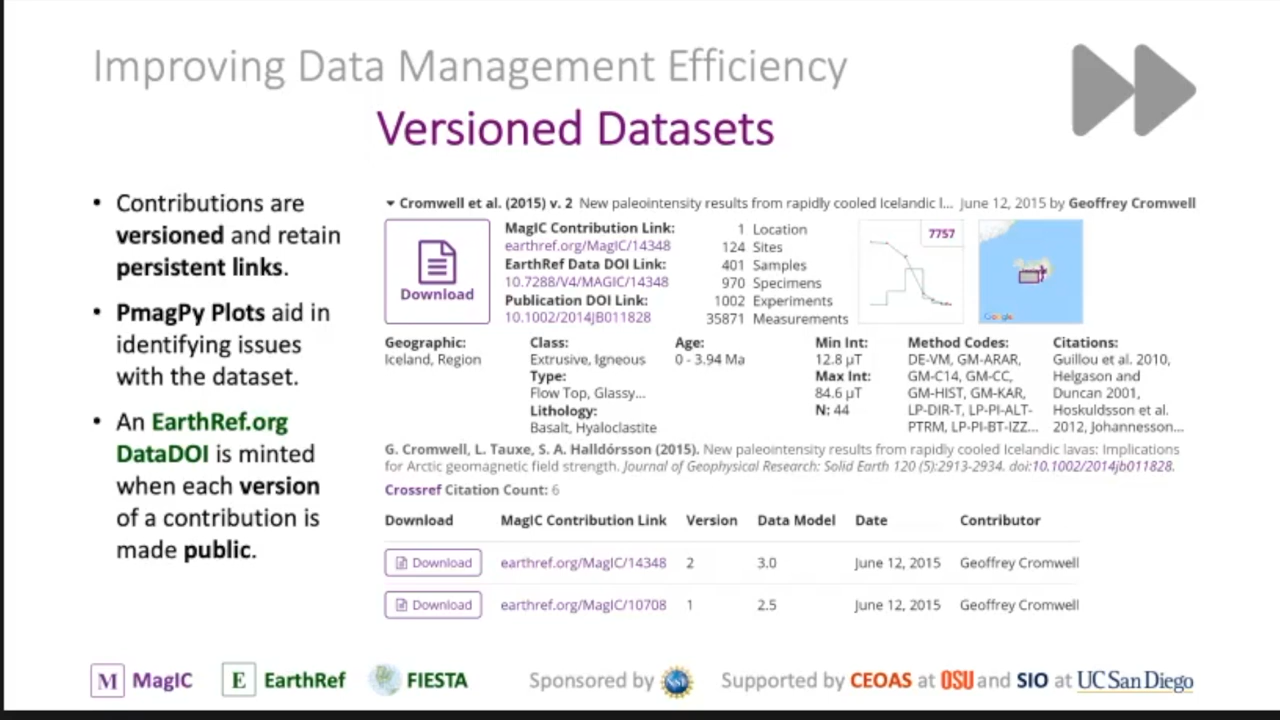 Improving Data Management Efficiency
Versioned Datasets
• Contributions are
versioned and retain
persistent links.
• PmagPy Plots aid in
identifying issues
with the dataset.
• An EarthRef.org
DataDOI is minted
when each version
of a contribution is
made public.
Cromwell et al. (2015) v. 2 New paleointensity results from rapidly cooled Icelandic l... June 12, 2015 by Geoffrey Cromwell
Download
MagIC Contribution Link:
earthref.org/MagIC/14348
EarthRef Data DOI Link:
10.7288/V4/MAGIC/14348
Publication DOI Link:
10.1002/2014JB011828
1 Location
124 Sites
401 Samples
970 Specimens
1002 Experiments
35871 Measurements
7757
Google
Geographic:
Iceland, Region
Class:
Extrusive, Igneous
Type:
Flow Top, Glassy...
Lithology:
Basalt, Hyaloclastite
Age:
0 - 3.94 Ma
Min Int:
12.8 µT
Max Int:
84.6 µT
N: 44
Method Codes:
DE-VM, GM-ARAR,
GM-C14, GM-CC,
GM-HIST, GM-KAR,
LP-DIR-T, LP-PI-ALT-
PTRM, LP-PI-BT-IZZ...
Citations:
Guillou et al. 2010,
Helgason and
Duncan 2001,
Hoskuldsson et al.
2012, Johannesson...
G. Cromwell, L. Tauxe, S. A. Halldórsson (2015). New paleointensity results from rapidly cooled Icelandic lavas: Implications
for Arctic geomagnetic field strength. Journal of Geophysical Research: Solid Earth 120 (5):2913-2934. doi:10.1002/2014jb011828.
Crossref Citation Count: 6
Download MagIC Contribution Link Version Data Model Date Contributor
Download earthref.org/MagIC/14348 2 3.0 June 12, 2015 Geoffrey Cromwell
Download earthref.org/MagIC/10708 1 2.5 June 12, 2015 Geoffrey Cromwell
M MagIC E EarthRef FIESTA Sponsored by NSF Supported by CEOAS at OSU and SIO at UC San Diego